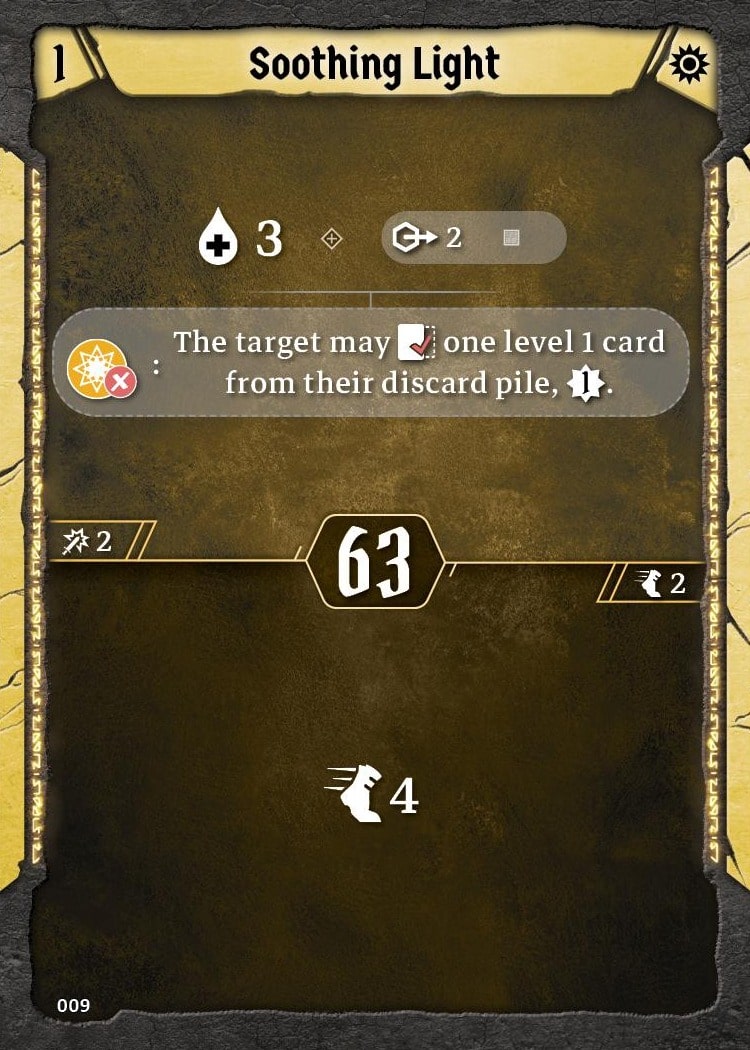 1
Soothing Light
3
2
: The target may one level 1 card
from their discard pile, 1.
2
63
2
4
009